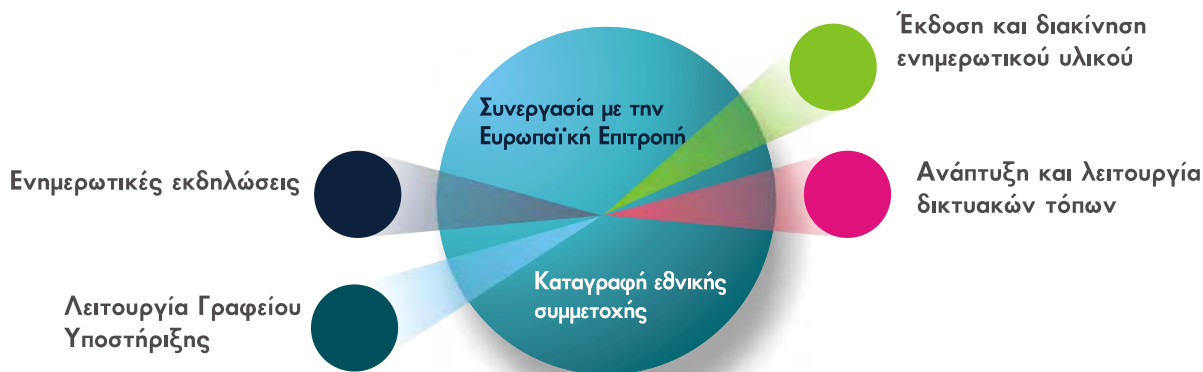 Έκδοση και διακίνηση
ενημερωτικού υλικού
Συνεργασία με την
Ευρωπαϊκή Επιτροπή
Ενημερωτικές εκδηλώσεις
Ανάπτυξη και λειτουργία
δικτυακών τόπων
Καταγραφή εθνικής
συμμετοχής
Λειτουργία Γραφείου
Υποστήριξης